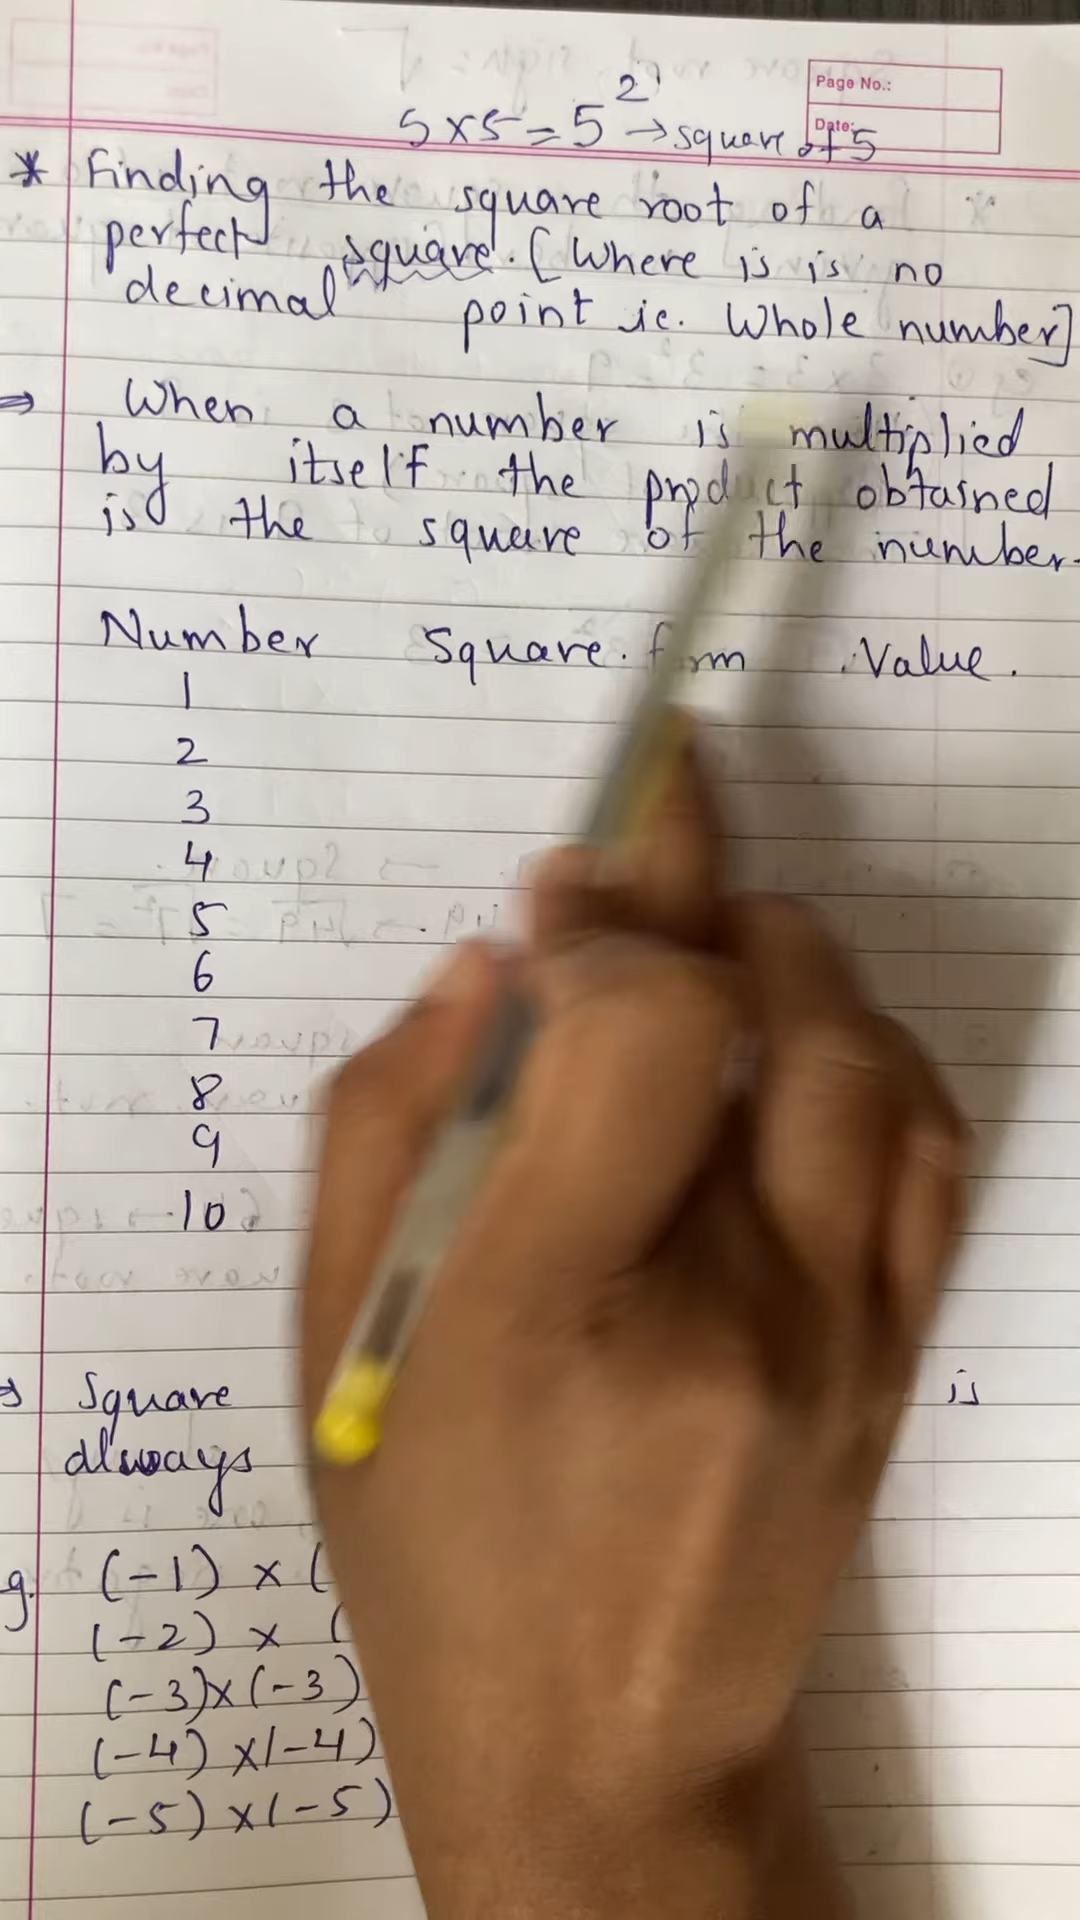 Page No.:
Date:
5x5=5² → square of 5
* Finding the square root of a
perfect square. [Where is is no
decimal point ie. Whole number]
⇒ When a number is multiplied
by itself the product obtained
is the square of the number.
Number Square form Value.
1
2
3
4
5
6
7
8
9
10
Square is
always
g. (-1) x (
(-2) x (
(-3)x(-3)
(-4) x(-4)
(-5) x(-5)